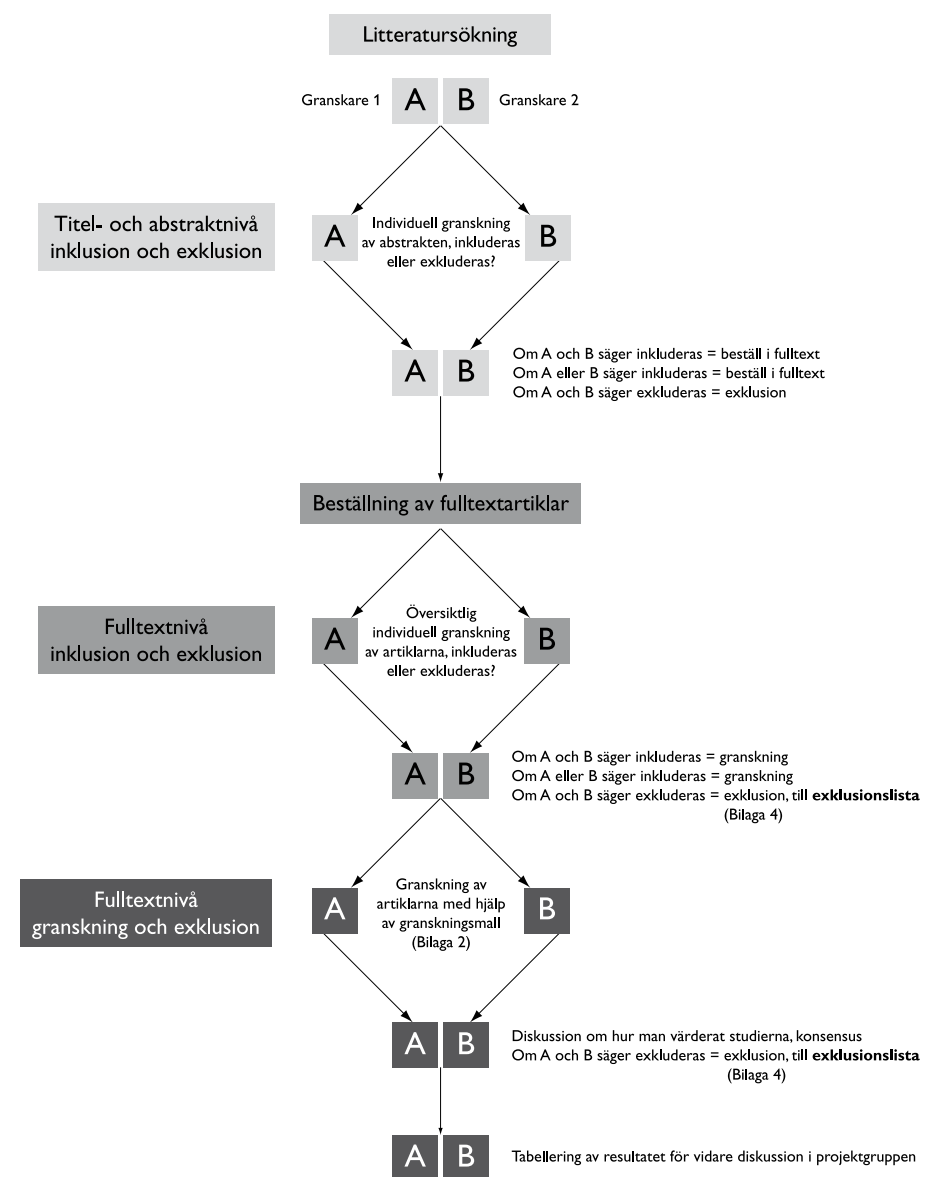 Litteratursökning
Granskare 1 A B Granskare 2
Titel- och abstraktnivå
inklusion och exklusion
A
Individuell granskning
av abstrakten, inkluderas
eller exkluderas?
B
A B
Om A och B säger inkluderas = beställ i fulltext
Om A eller B säger inkluderas = beställ i fulltext
Om A och B säger exkluderas = exklusion
Beställning av fulltextartiklar
Fulltextnivå
inklusion och exklusion
A
Översiktlig
individuell granskning
av artiklarna, inkluderas
eller exkluderas?
B
A B
Om A och B säger inkluderas = granskning
Om A eller B säger inkluderas = granskning
Om A och B säger exkluderas = exklusion, till exklusionslista
(Bilaga 4)
Fulltextnivå
granskning och exklusion
A
Granskning av
artiklarna med hjälp
av granskningsmall
(Bilaga 2)
B
A B
Diskussion om hur man värderat studierna, konsensus
Om A och B säger exkluderas = exklusion, till exklusionslista
(Bilaga 4)
A B
Tabellering av resultatet för vidare diskussion i projektgruppen